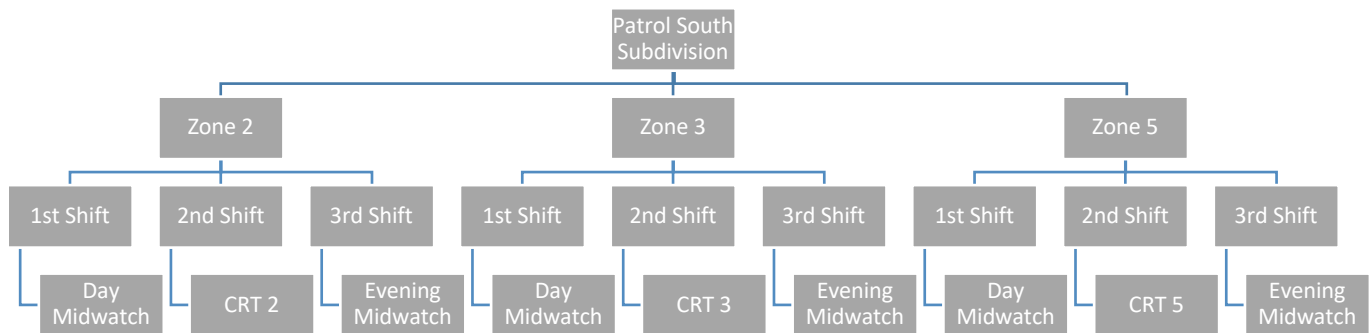 Patrol South
Subdivision
Zone 2
Zone 3
Zone 5
1st Shift
2nd Shift
3rd Shift
1st Shift
2nd Shift
3rd Shift
1st Shift
2nd Shift
3rd Shift
Day
Midwatch
CRT 2
Evening
Midwatch
Day
Midwatch
CRT 3
Evening
Midwatch
Day
Midwatch
CRT 5
Evening
Midwatch